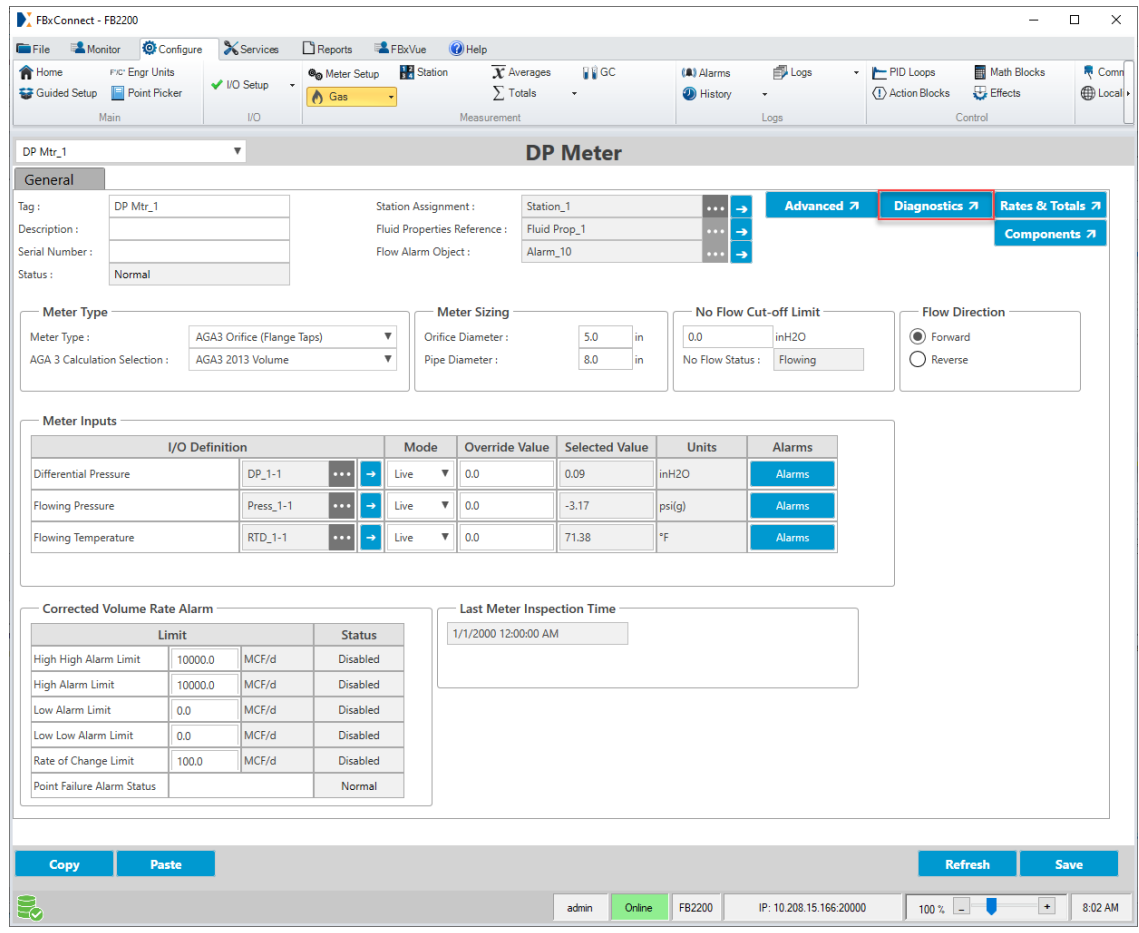 FBxConnect - FB2200
File Monitor Configure Services Reports FBxVue Help
Home F°/C° Engr Units I/O Setup Meter Setup Station X Averages GC Alarms Logs PID Loops Math Blocks Comm
Guided Setup Point Picker Gas Σ Totals History Action Blocks Effects Local
Main I/O Measurement Logs Control
DP Mtr_1 DP Meter
General
Tag : DP Mtr_1 Station Assignment : Station_1 Advanced Diagnostics Rates & Totals
Description : Fluid Properties Reference : Fluid Prop_1 Components
Serial Number : Flow Alarm Object : Alarm_10
Status : Normal
Meter Type Meter Sizing No Flow Cut-off Limit Flow Direction
Meter Type : AGA3 Orifice (Flange Taps) Orifice Diameter : 5.0 in 0.0 inH2O Forward
AGA 3 Calculation Selection : AGA3 2013 Volume Pipe Diameter : 8.0 in No Flow Status : Flowing Reverse
Meter Inputs
I/O Definition Mode Override Value Selected Value Units Alarms
Differential Pressure DP_1-1 Live 0.0 0.09 inH2O Alarms
Flowing Pressure Press_1-1 Live 0.0 -3.17 psi(g) Alarms
Flowing Temperature RTD_1-1 Live 0.0 71.38 °F Alarms
Corrected Volume Rate Alarm Last Meter Inspection Time
Limit Status 1/1/2000 12:00:00 AM
High High Alarm Limit 10000.0 MCF/d Disabled
High Alarm Limit 10000.0 MCF/d Disabled
Low Alarm Limit 0.0 MCF/d Disabled
Low Low Alarm Limit 0.0 MCF/d Disabled
Rate of Change Limit 100.0 MCF/d Disabled
Point Failure Alarm Status Normal
Copy Paste Refresh Save
admin Online FB2200 IP: 10.208.15.166:20000 100 % - + 8:02 AM